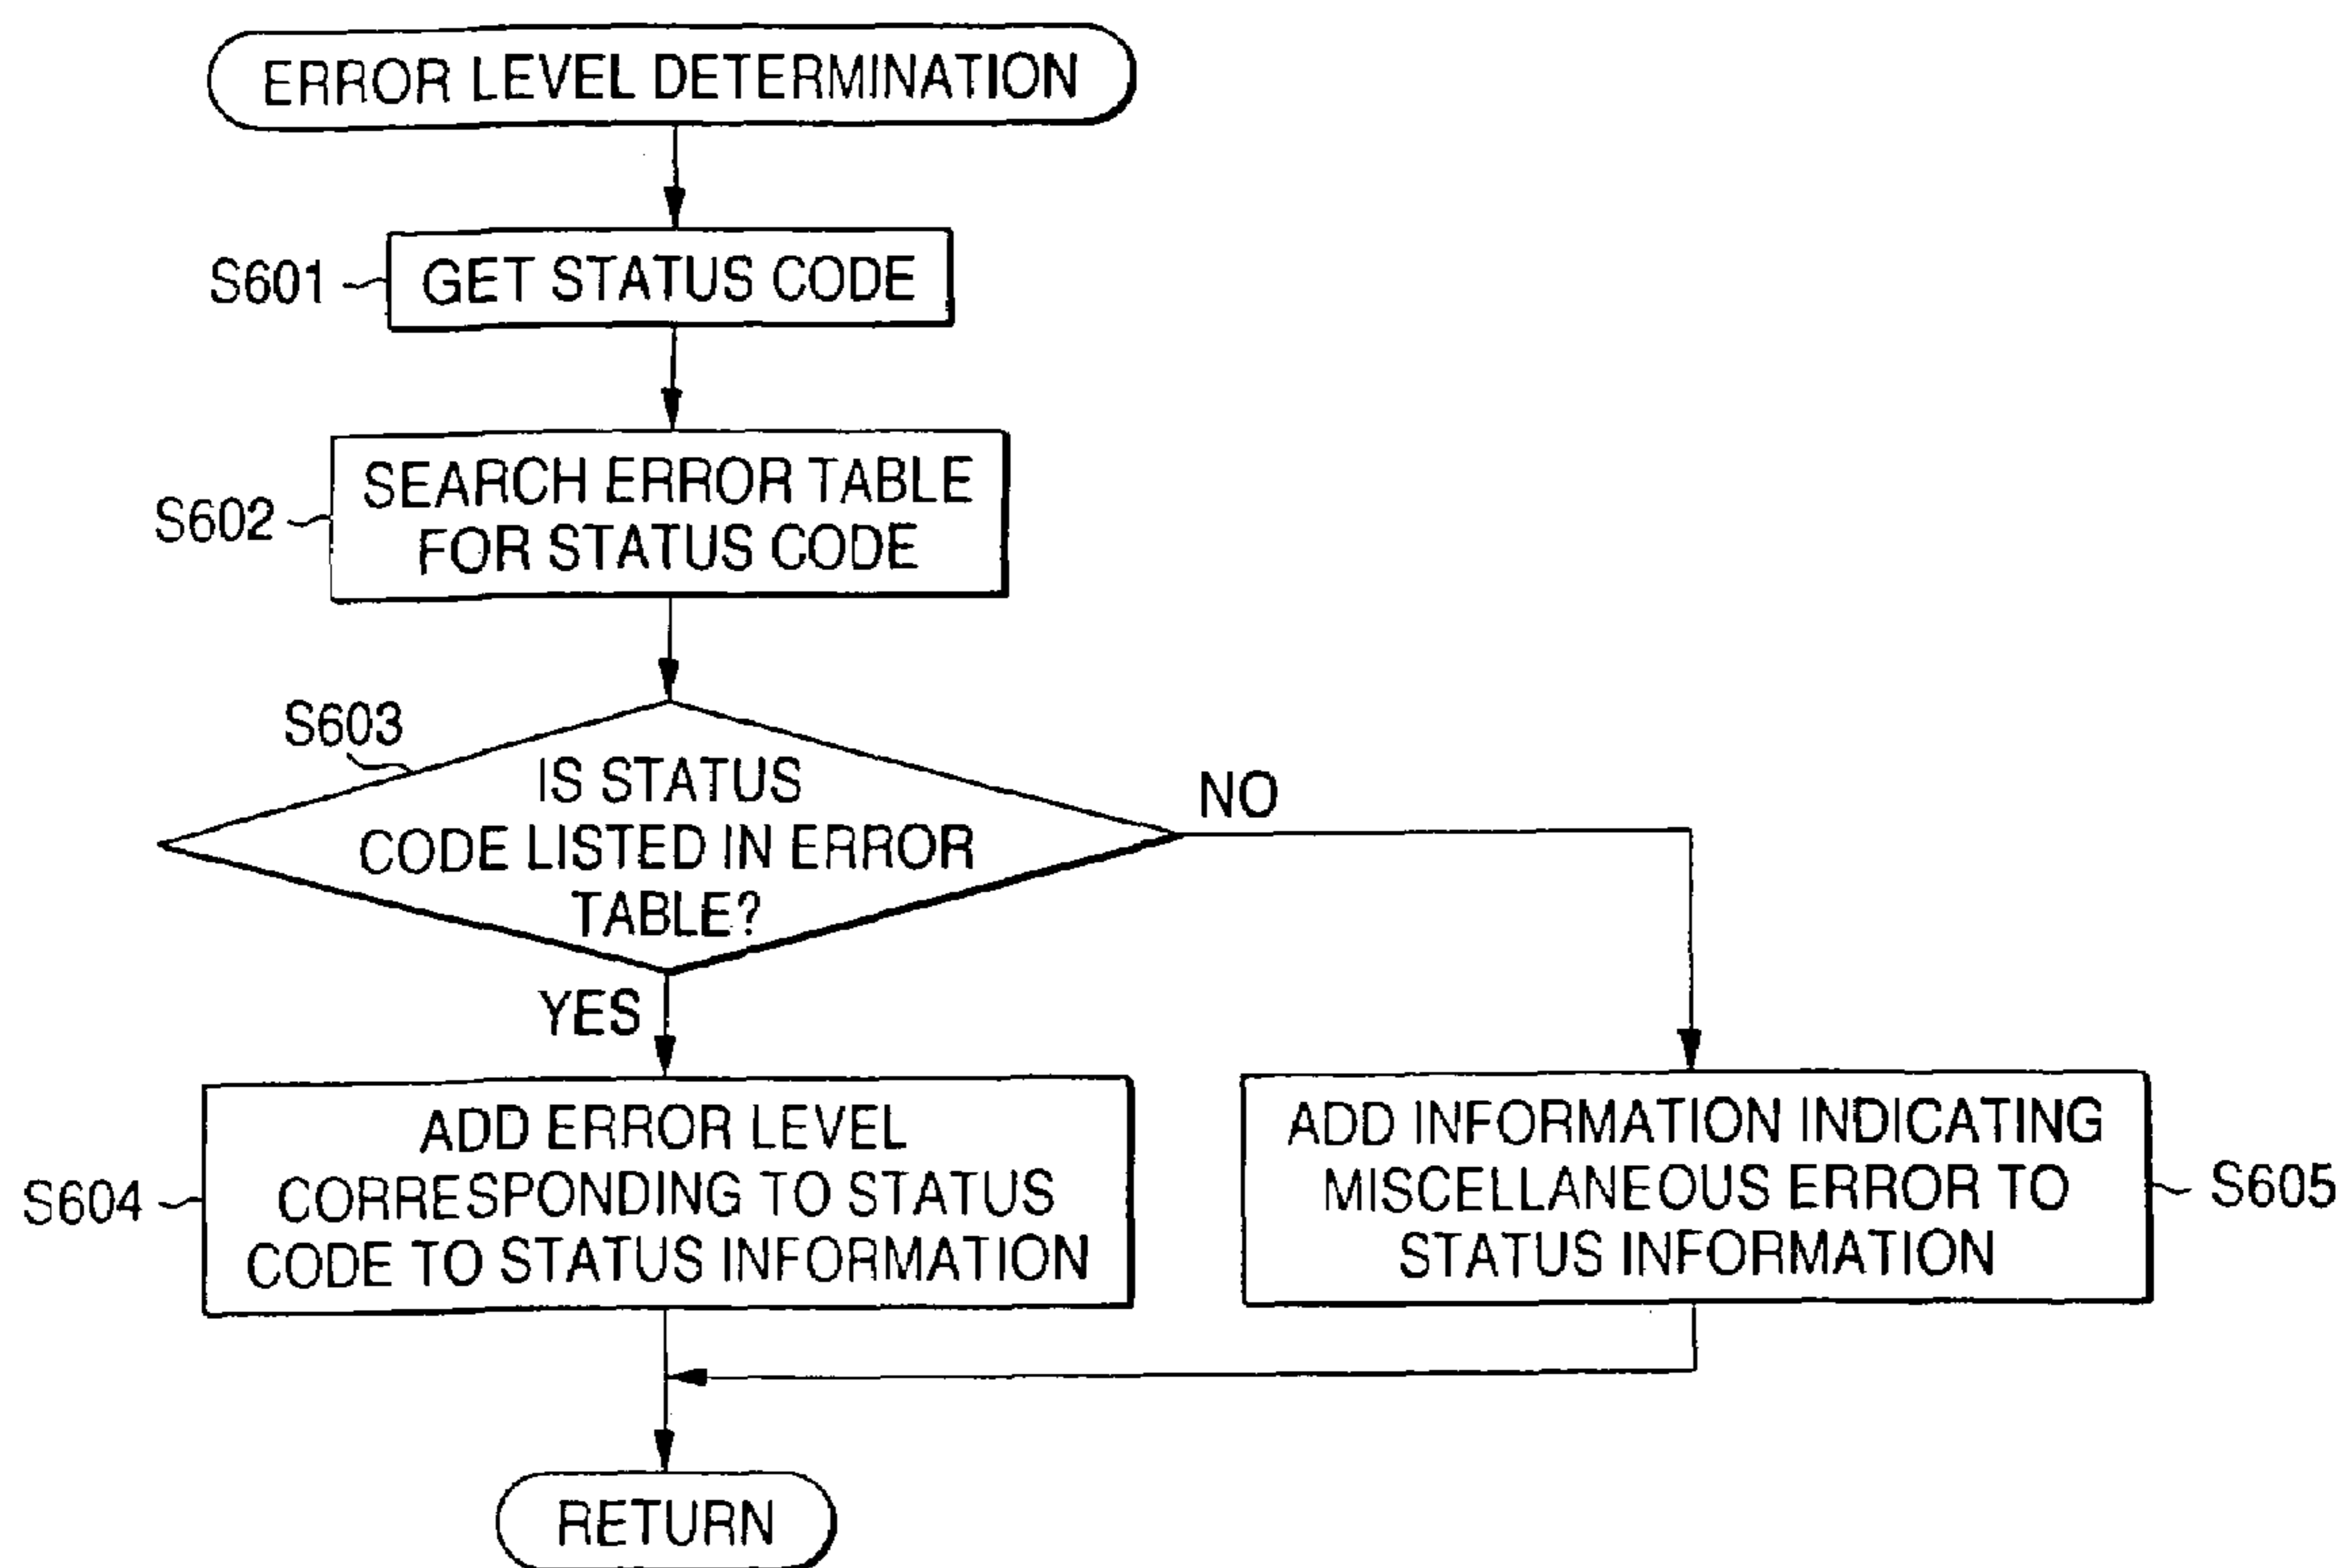 ERROR LEVEL DETERMINATION
S601
GET STATUS CODE
S602
SEARCH ERROR TABLE
FOR STATUS CODE
S603
IS STATUS
CODE LISTED IN ERROR
TABLE?
NO
YES
S604
ADD ERROR LEVEL
CORRESPONDING TO STATUS
CODE TO STATUS INFORMATION
ADD INFORMATION INDICATING
MISCELLANEOUS ERROR TO
STATUS INFORMATION
S605
RETURN